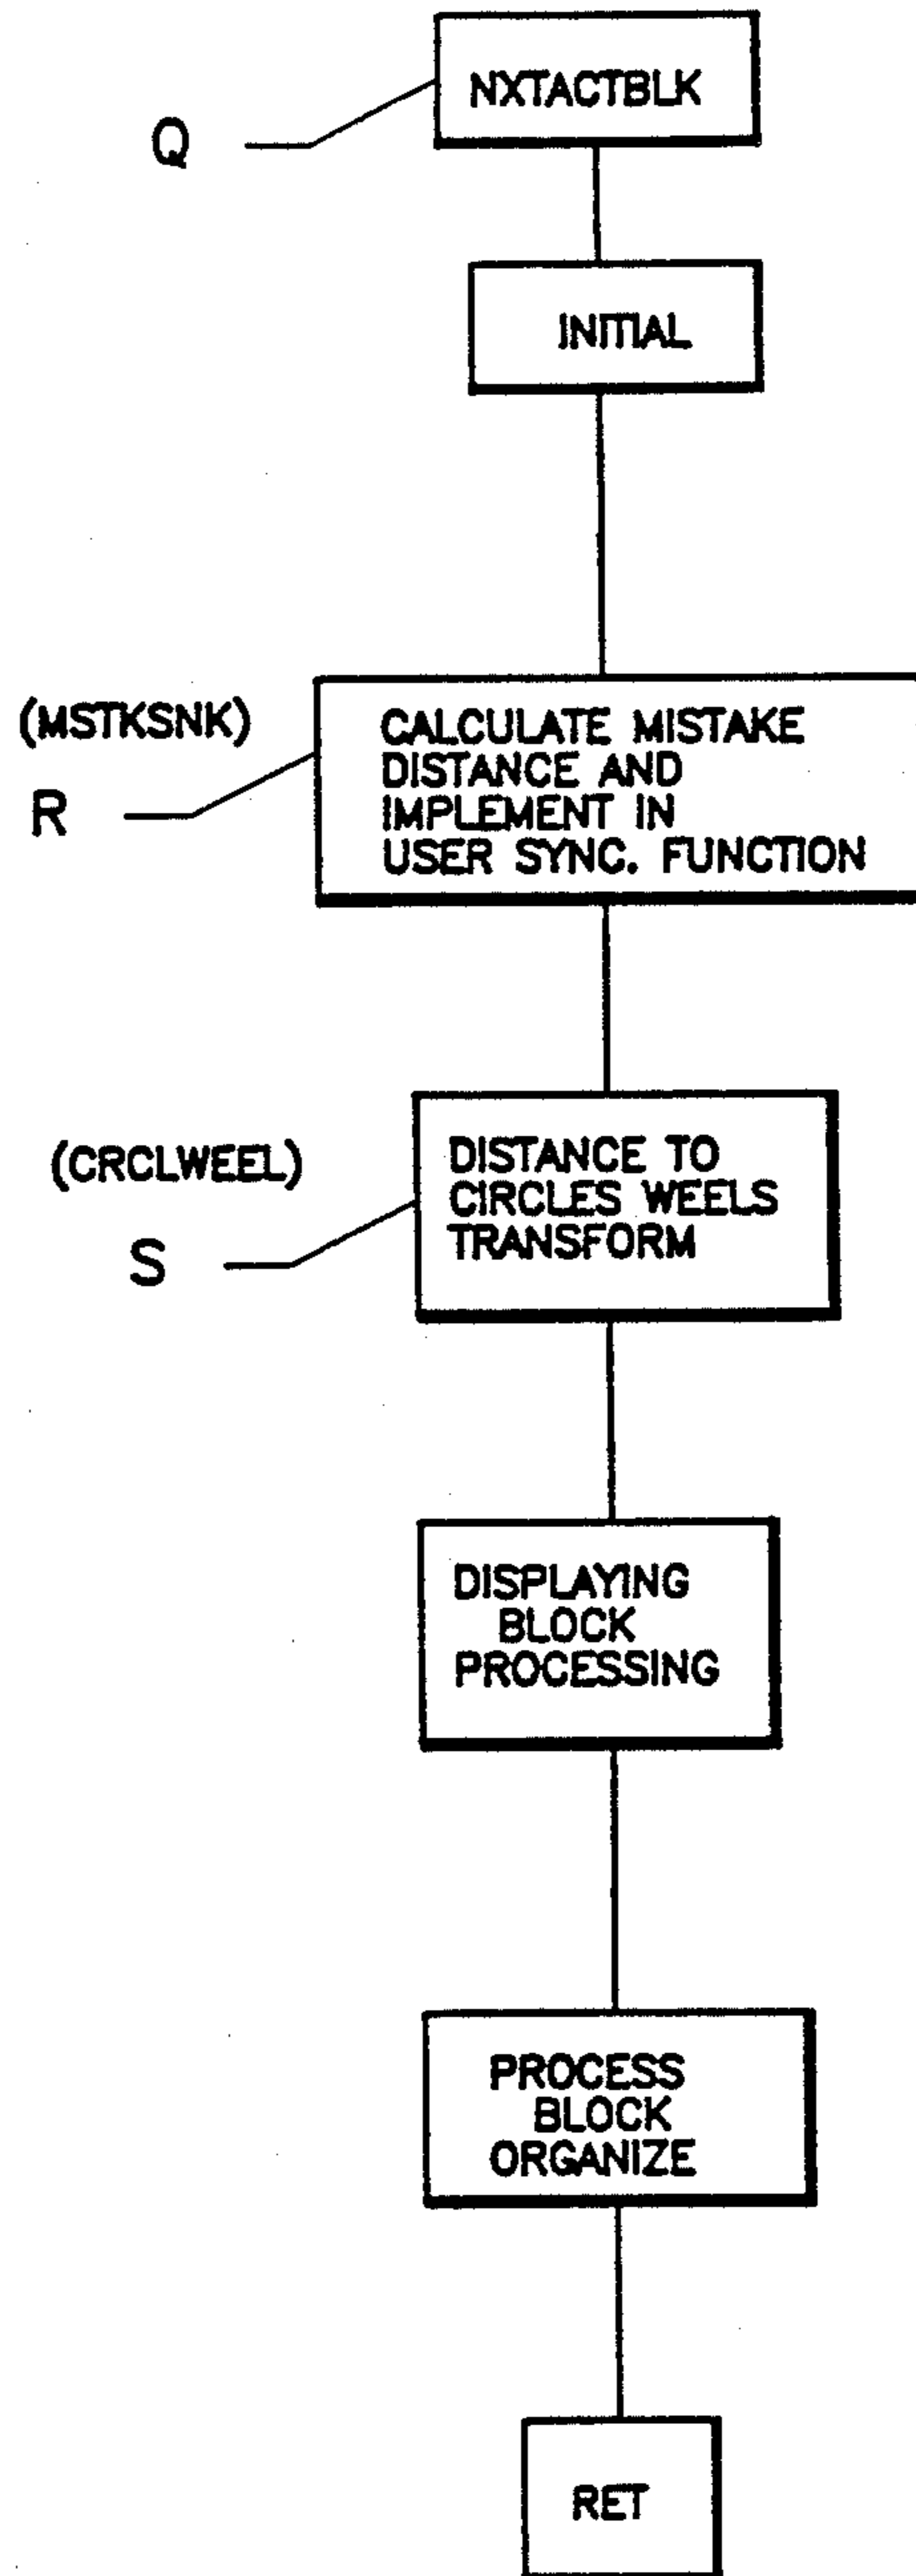 NXTACTBLK
Q
INITIAL
(MSTKSNK)
R
CALCULATE MISTAKE
DISTANCE AND
IMPLEMENT IN
USER SYNC. FUNCTION
(CRCLWEEL)
S
DISTANCE TO
CIRCLES WEELS
TRANSFORM
DISPLAYING
BLOCK
PROCESSING
PROCESS
BLOCK
ORGANIZE
RET